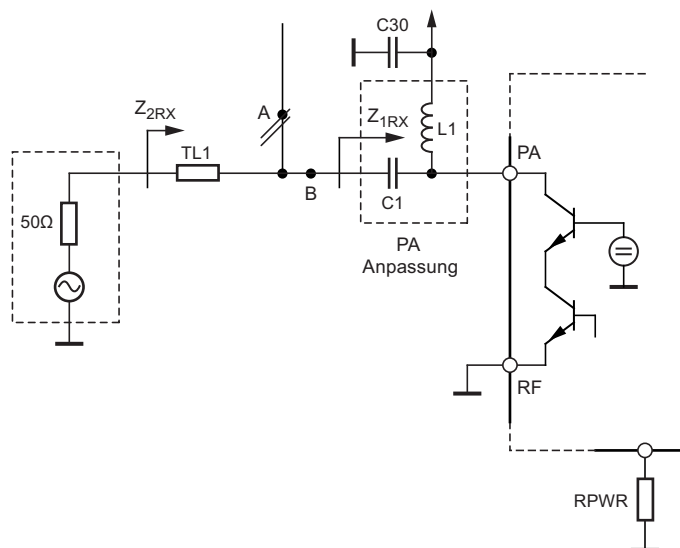 C30
A
Z2RX
Z1RX
L1
TL1
PA
B
C1
50Ω
PA
Anpassung
RF
RPWR